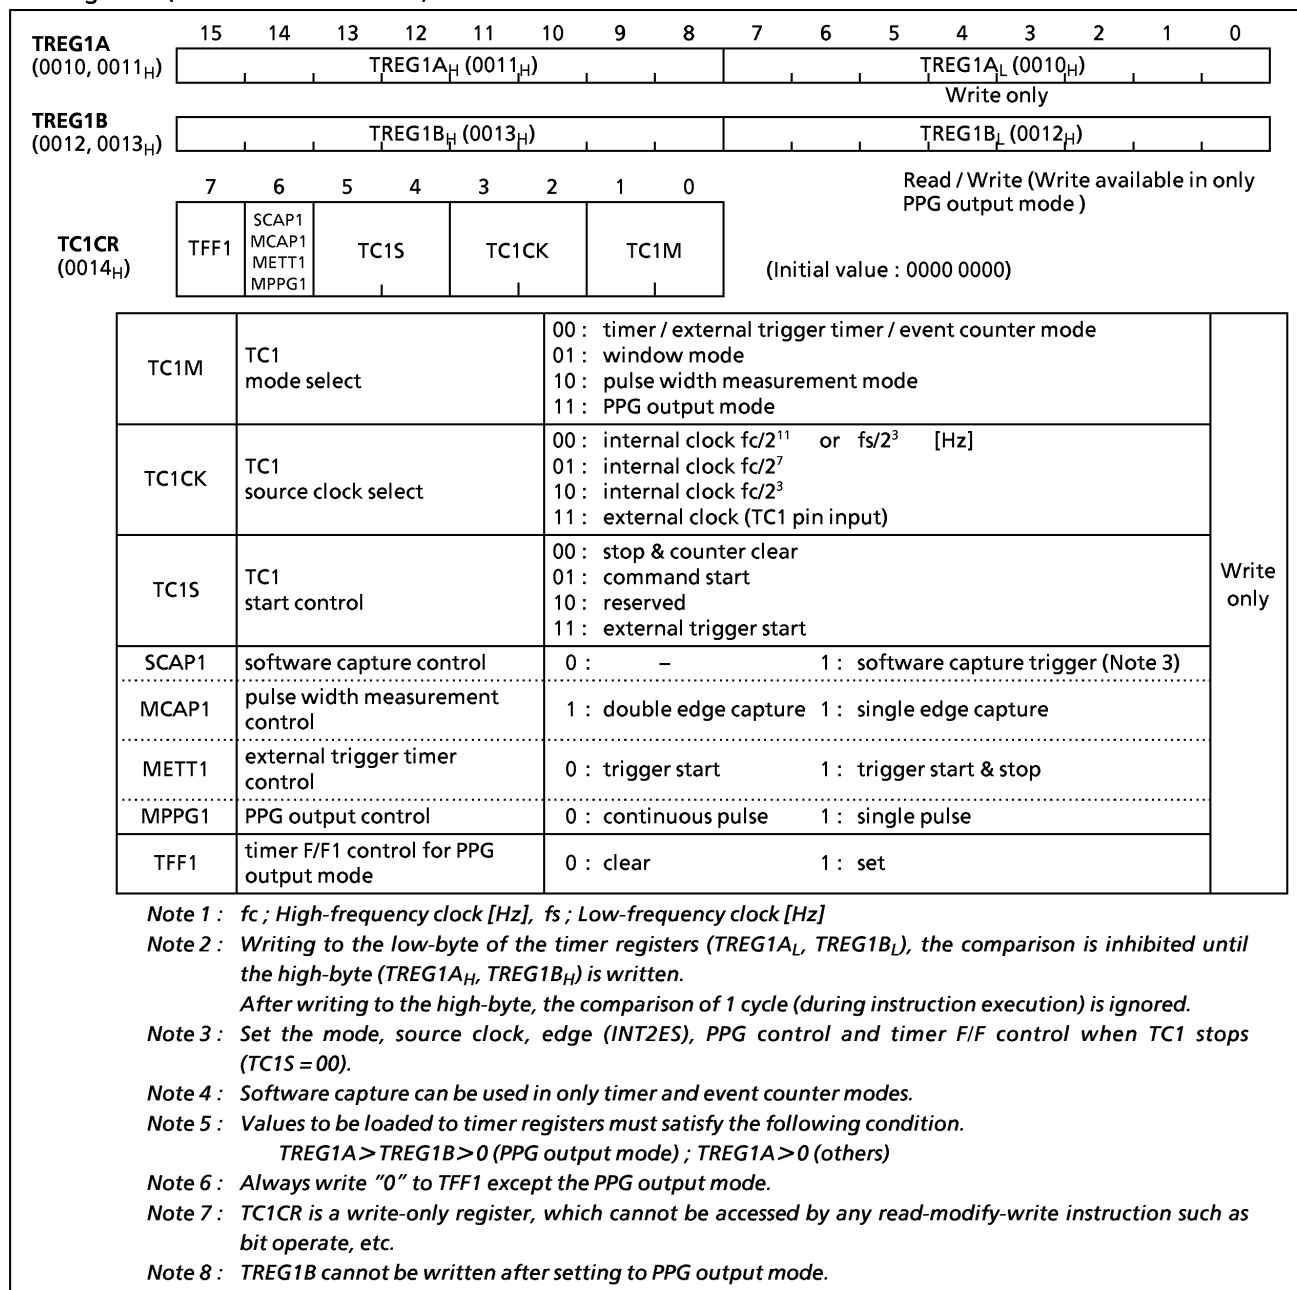 15 14 13 12 11 10 9 8 7 6 5 4 3 2 1 0
TREG1A
(0010, 0011H)
TREG1AH (0011H) TREG1AL (0010H)
Write only
TREG1B
(0012, 0013H)
TREG1BH (0013H) TREG1BL (0012H)
Read / Write (Write available in only
PPG output mode )
7 6 5 4 3 2 1 0
TC1CR
(0014H)
TFF1
SCAP1
MCAP1
METT1
MPPG1
TC1S TC1CK TC1M
(Initial value : 0000 0000)
TC1M
TC1
mode select
00 : timer / external trigger timer / event counter mode
01 : window mode
10 : pulse width measurement mode
11 : PPG output mode
TC1CK
TC1
source clock select
00 : internal clock fc/2¹¹ or fs/2³ [Hz]
01 : internal clock fc/2⁷
10 : internal clock fc/2³
11 : external clock (TC1 pin input)
TC1S
TC1
start control
00 : stop & counter clear
01 : command start
10 : reserved
11 : external trigger start
Write
only
SCAP1 software capture control 0 : – 1 : software capture trigger (Note 3)
MCAP1
pulse width measurement
control
1 : double edge capture 1 : single edge capture
METT1
external trigger timer
control
0 : trigger start 1 : trigger start & stop
MPPG1 PPG output control 0 : continuous pulse 1 : single pulse
TFF1
timer F/F1 control for PPG
output mode
0 : clear 1 : set
Note 1 : fc ; High-frequency clock [Hz], fs ; Low-frequency clock [Hz]
Note 2 : Writing to the low-byte of the timer registers (TREG1AL, TREG1BL), the comparison is inhibited until
the high-byte (TREG1AH, TREG1BH) is written.
After writing to the high-byte, the comparison of 1 cycle (during instruction execution) is ignored.
Note 3 : Set the mode, source clock, edge (INT2ES), PPG control and timer F/F control when TC1 stops
(TC1S = 00).
Note 4 : Software capture can be used in only timer and event counter modes.
Note 5 : Values to be loaded to timer registers must satisfy the following condition.
TREG1A > TREG1B > 0 (PPG output mode) ; TREG1A > 0 (others)
Note 6 : Always write "0" to TFF1 except the PPG output mode.
Note 7 : TC1CR is a write-only register, which cannot be accessed by any read-modify-write instruction such as
bit operate, etc.
Note 8 : TREG1B cannot be written after setting to PPG output mode.